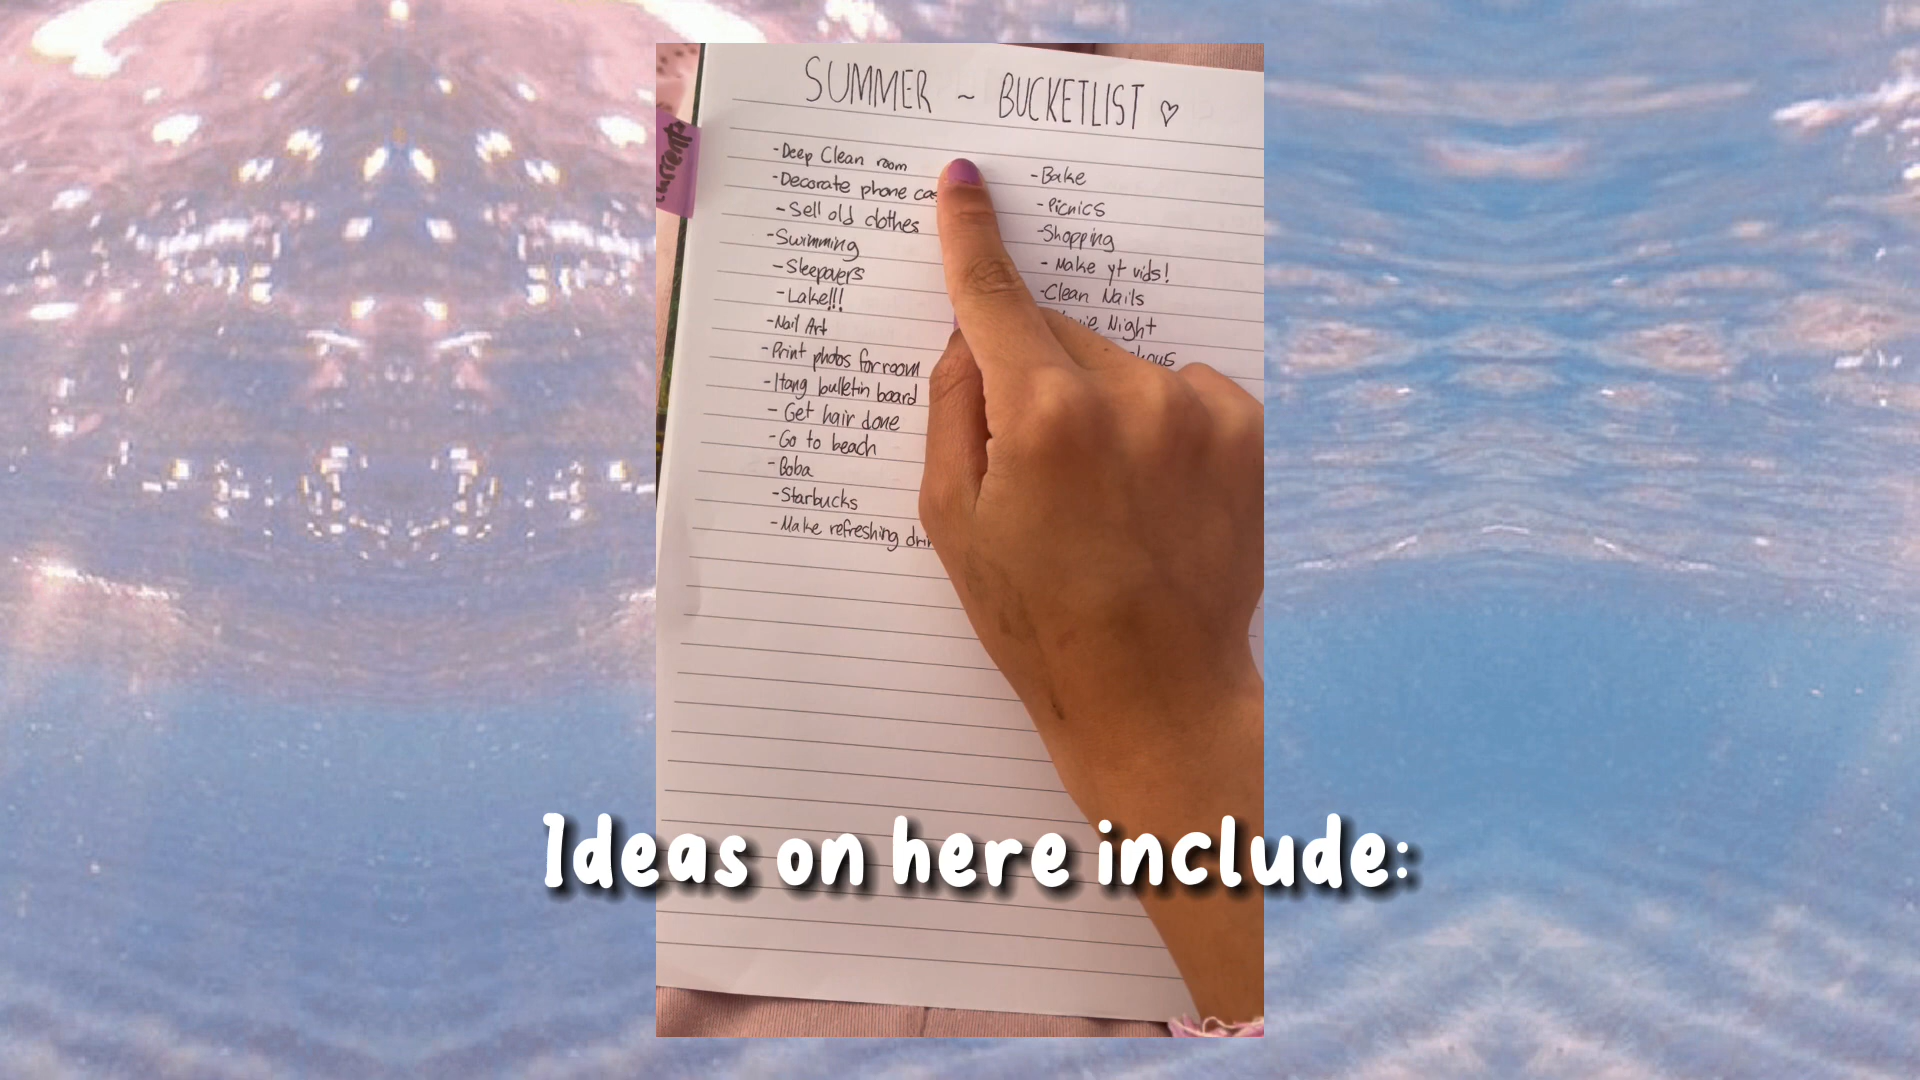 SUMMER ~ BUCKETLIST ♡
current
-Deep Clean room
-Decorate phone
-Sell old clothes
-Swimming
-Sleepovers
-Lake!!!
-Nail Art
-Print photos for room
-Hang bulletin board
- Get hair done
-Go to beach
-Boba
-Starbucks
-Make refreshing
-Bake
-Picnics
-Shopping
- Make yt vids!
-Clean Nails
Night
Ideas on here include: